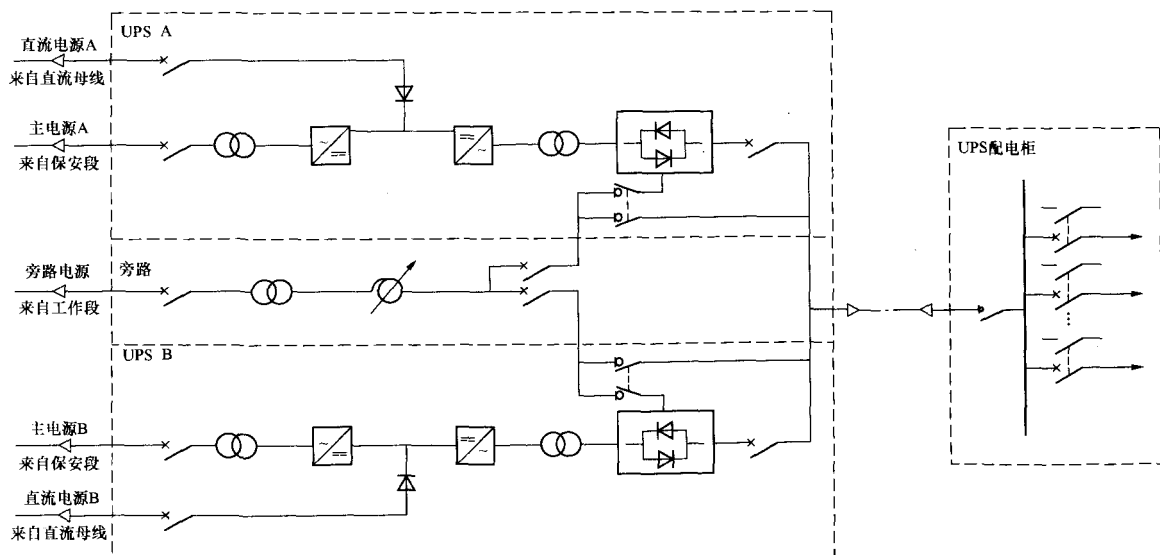 UPS A
直流电源A
来自直流母线
主电源A
来自保安段
UPS配电柜
旁路电源
旁路
来自工作段
UPS B
主电源B
来自保安段
直流电源B
来自直流母线